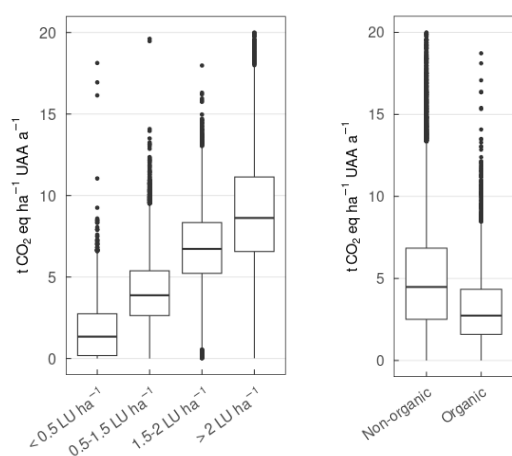 t CO₂ eq ha⁻¹ UAA a⁻¹
20
15
10
5
0
< 0.5 LU ha⁻¹
0.5-1.5 LU ha⁻¹
1.5-2 LU ha⁻¹
> 2 LU ha⁻¹
t CO₂ eq ha⁻¹ UAA a⁻¹
20
15
10
5
0
Non-organic
Organic